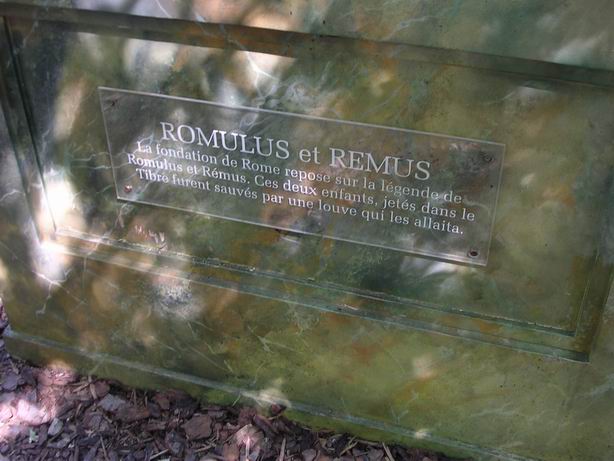 ROMULUS et REMUS
La fondation de Rome repose sur la légende de
Romulus et Rémus. Ces deux enfants, jetés dans le
Tibre furent sauvés par une louve qui les allaita.